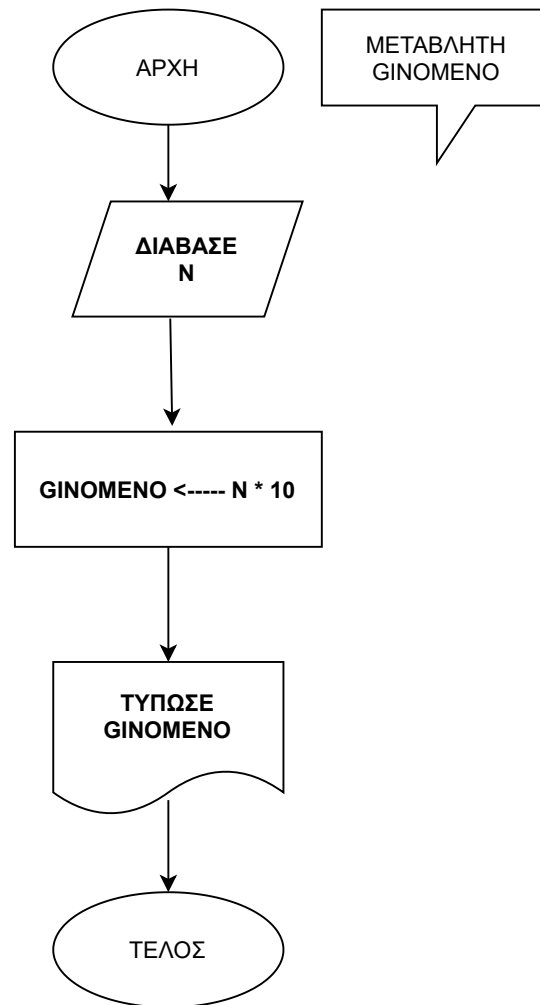 ΑΡΧΗ
ΜΕΤΑΒΛΗΤΗ
GINOMENO
ΔΙΑΒΑΣΕ
N
GINOMENO <----- N * 10
ΤΥΠΩΣΕ
GINOMENO
ΤΕΛΟΣ